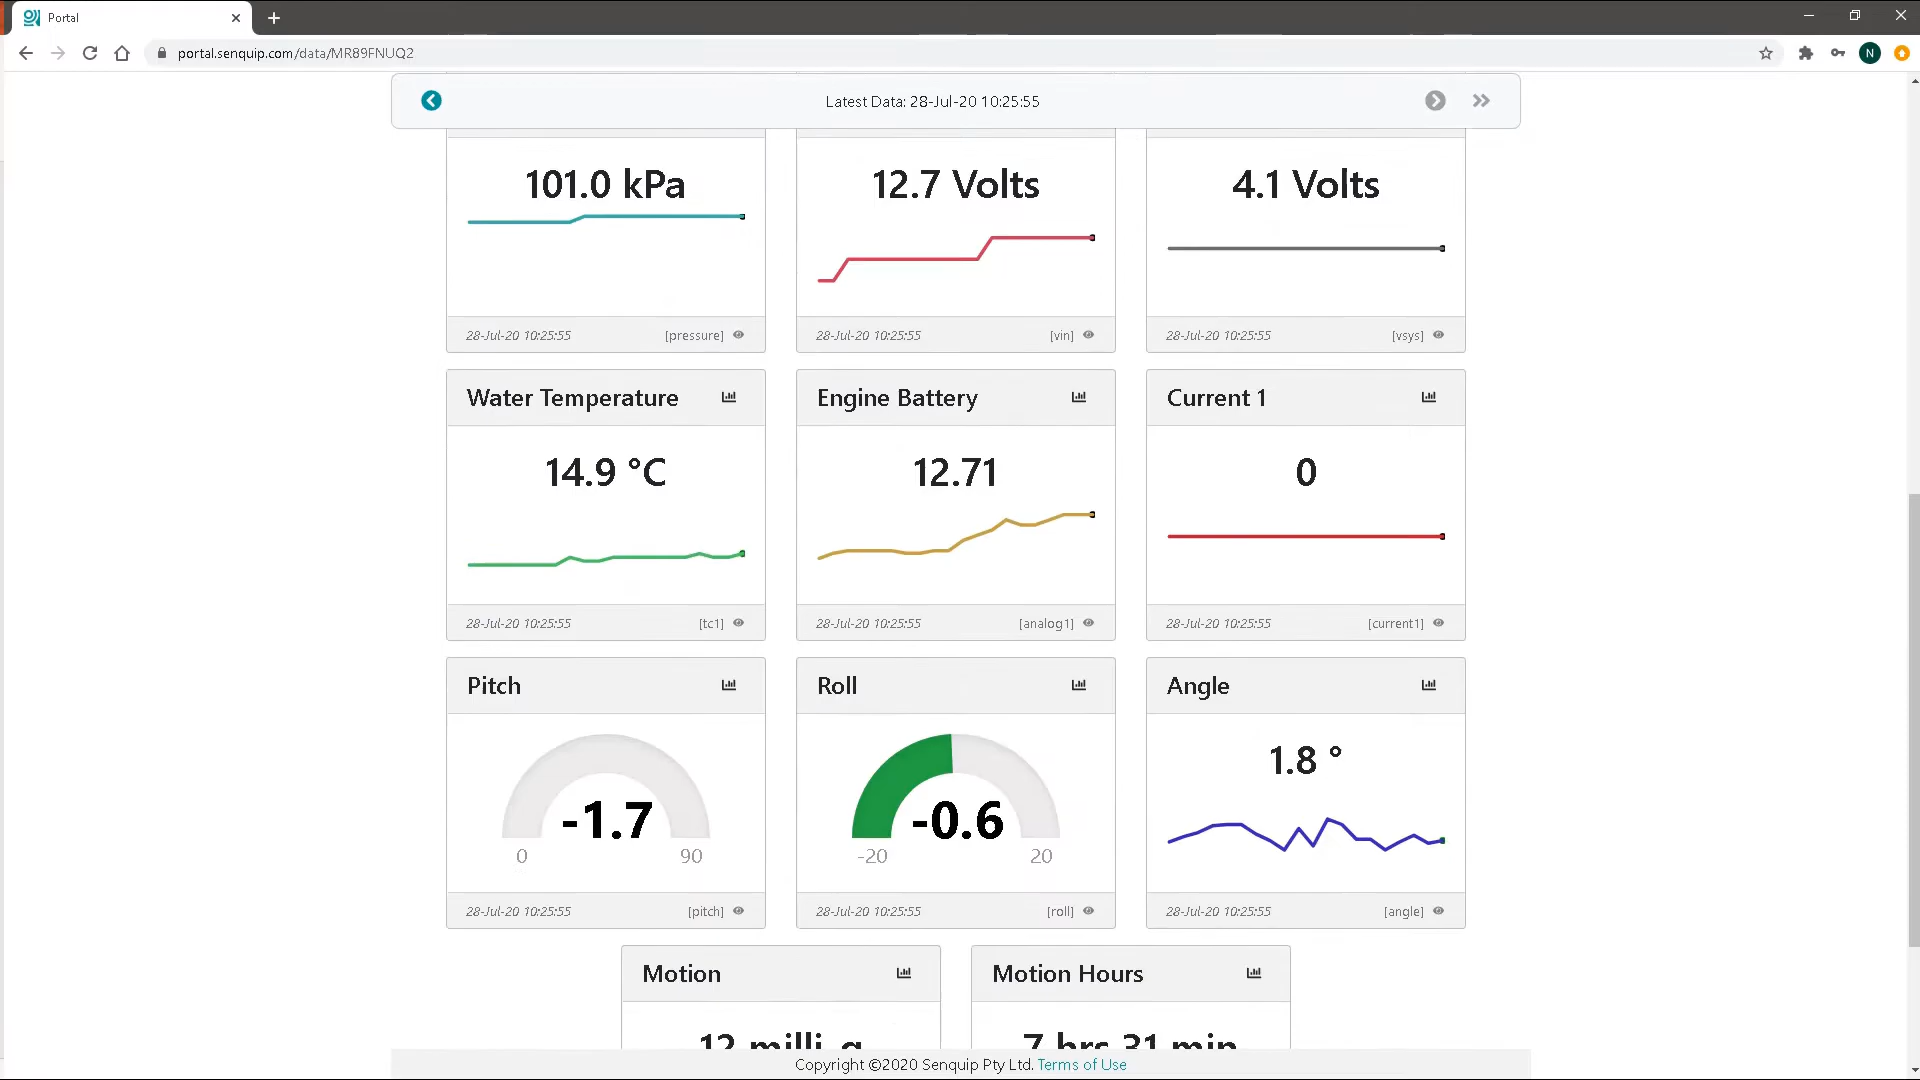 Portal
portal.senquip.com/data/MR89FNUQ2
N
Latest Data: 28-Jul-20 10:25:55
101.0 kPa
12.7 Volts
4.1 Volts
28-Jul-20 10:25:55 [pressure]
28-Jul-20 10:25:55 [vin]
28-Jul-20 10:25:55 [vsys]
Water Temperature
Engine Battery
Current 1
14.9 °C
12.71
0
28-Jul-20 10:25:55 [tc1]
28-Jul-20 10:25:55 [analog1]
28-Jul-20 10:25:55 [current1]
Pitch
Roll
Angle
-1.7
0 90
-0.6
-20 20
1.8 °
28-Jul-20 10:25:55 [pitch]
28-Jul-20 10:25:55 [roll]
28-Jul-20 10:25:55 [angle]
Motion
Motion Hours
12 milli-g
7 hrs 31 min
Copyright ©2020 Senquip Pty Ltd. Terms of Use